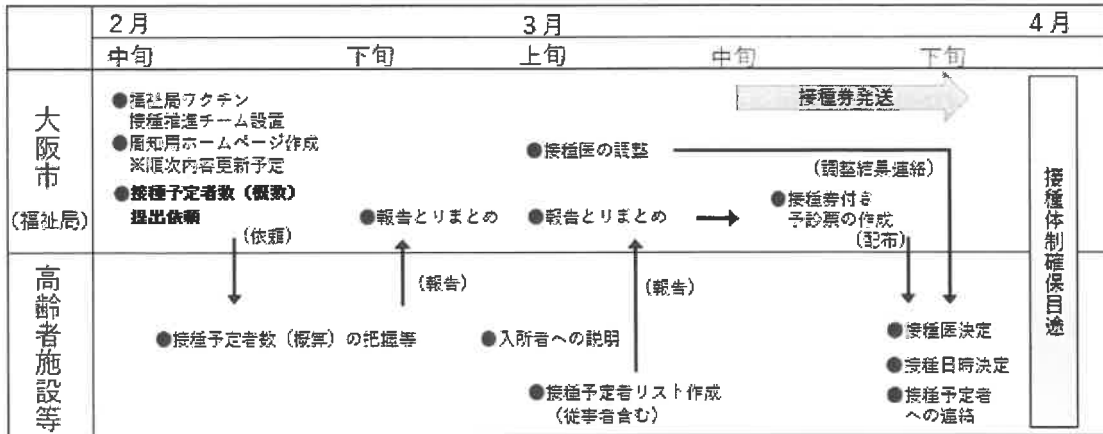 2月
3月
4月
中旬
下旬
上旬
中旬
下旬
大阪市
(福祉局)
●福祉局ワクチン
接種推進チーム設置
●周知用ホームページ作成
※順次内容更新予定
●接種予定者数(概数)
提出依頼
(依頼)
●報告とりまとめ
●接種医の調整
●報告とりまとめ
接種券発送
(調整結果連絡)
●接種券付き
予診票の作成
(配布)
接種体制確保目途
高齢者施設等
(報告)
(報告)
●接種予定者数(概算)の把握等
●入所者への説明
●接種予定者リスト作成
(従事者含む)
●接種医決定
●接種日時決定
●接種予定者
への連絡